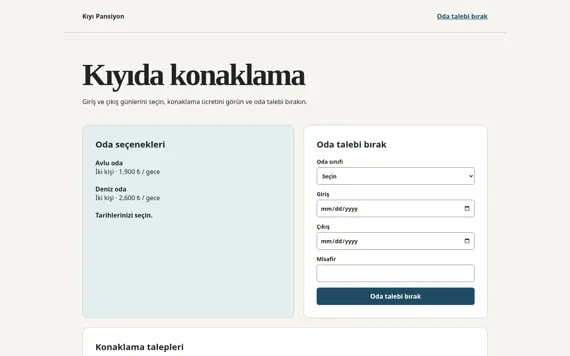 Kıyı Pansiyon
Oda talebi bırak
Kıyıda konaklama
Giriş ve çıkış günlerini seçin, konaklama ücretini görün ve oda talebi bırakın.
Oda seçenekleri
Avlu oda
İki kişi · 1.900 ₺ / gece
Deniz oda
İki kişi · 2.600 ₺ / gece
Tarihlerinizi seçin.
Oda talebi bırak
Oda sınıfı
Seçin
Giriş
mm/dd/yyyy
Çıkış
mm/dd/yyyy
Misafir
Oda talebi bırak
Konaklama talepleri